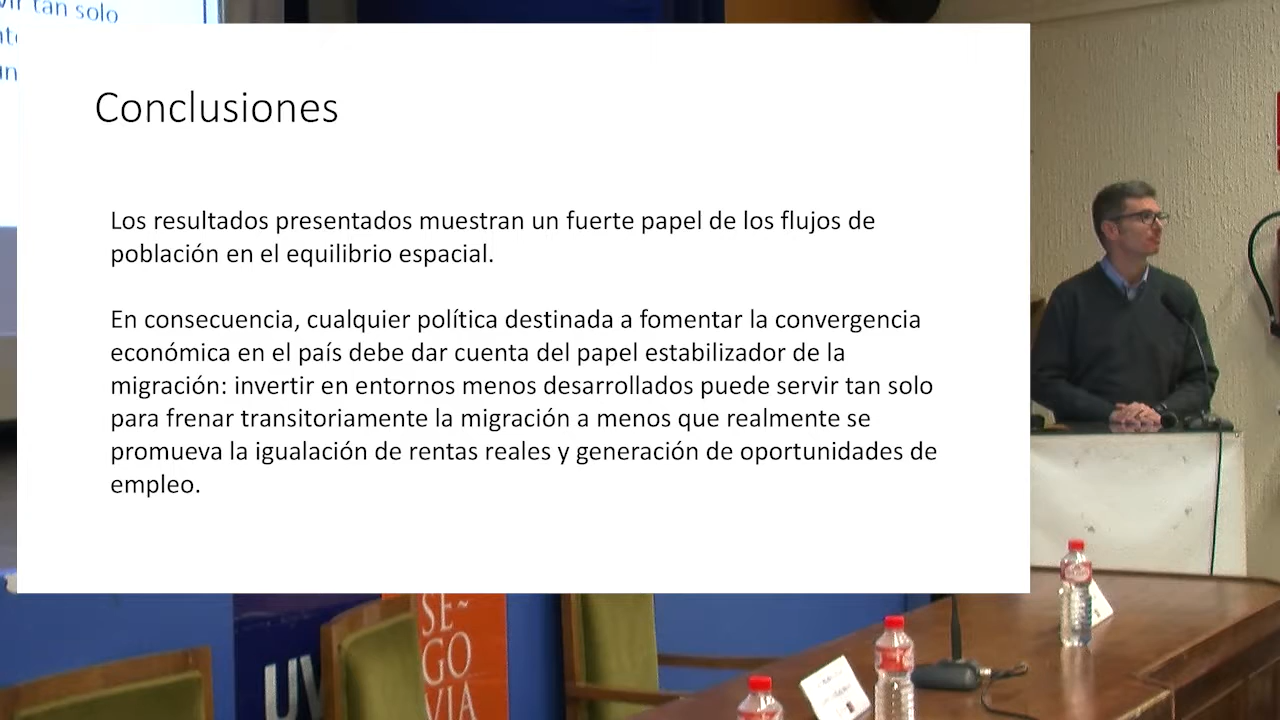 tan solo
Conclusiones
Los resultados presentados muestran un fuerte papel de los flujos de
población en el equilibrio espacial.
En consecuencia, cualquier política destinada a fomentar la convergencia
económica en el país debe dar cuenta del papel estabilizador de la
migración: invertir en entornos menos desarrollados puede servir tan solo
para frenar transitoriamente la migración a menos que realmente se
promueva la igualación de rentas reales y generación de oportunidades de
empleo.
UV
SE~
GO
VIA